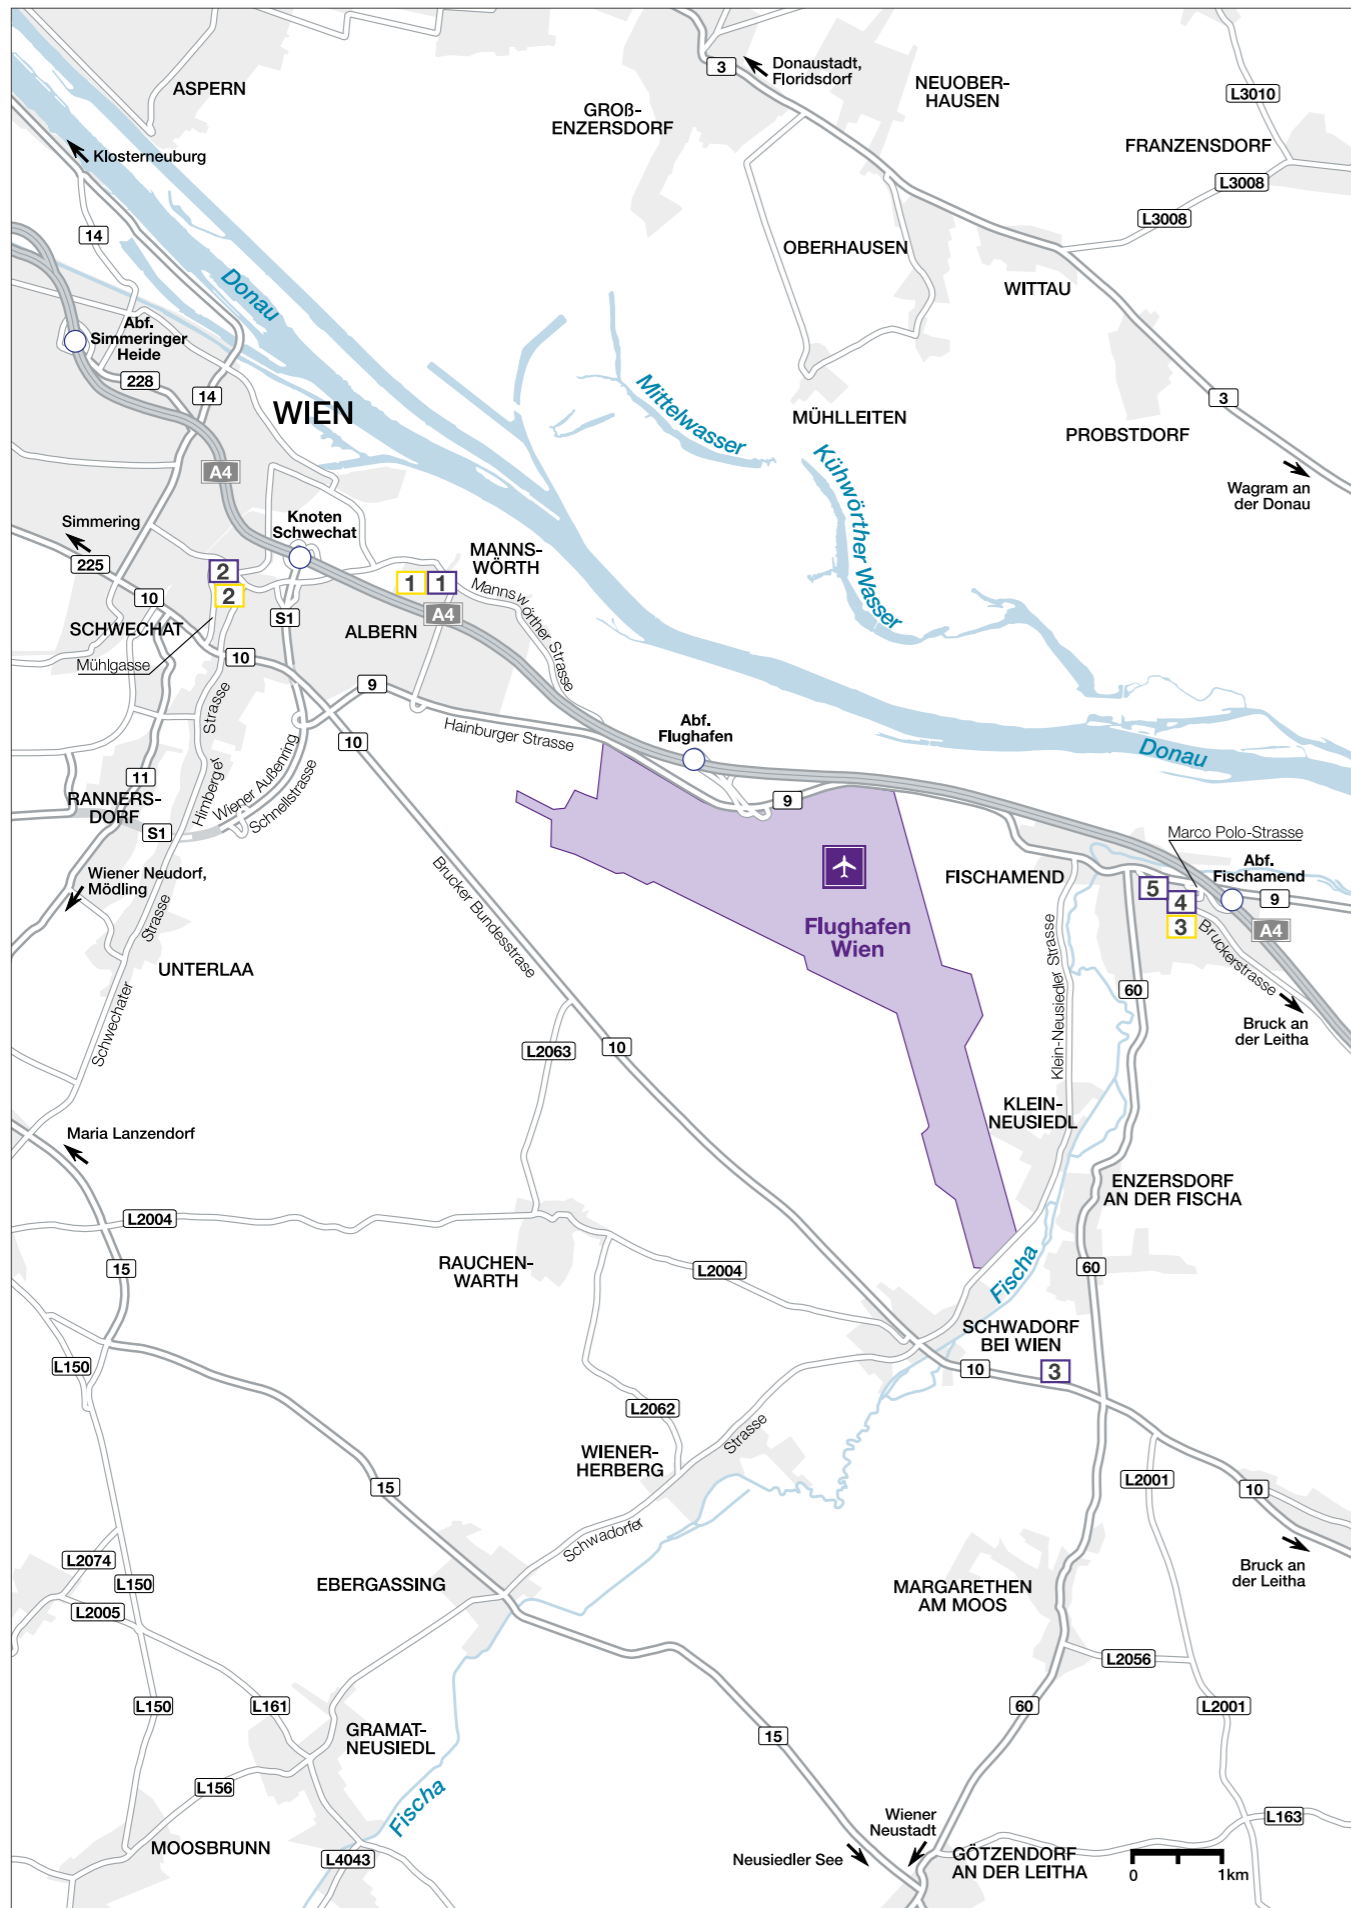 ASPERN
3
Donaustadt,
Floridsdorf
GROß-
ENZERSDORF
NEUOBER-
HAUSEN
L3010
FRANZENSDORF
L3008
L3008
Klosterneuburg
14
Donau
OBERHAUSEN
WITTAU
Abf.
Simmeringer
Heide
228
14
WIEN
Mittelwasser
MÜHLLEITEN
3
PROBSTDORF
Kühwörther Wasser
A4
Wagram an
der Donau
Simmering
225
Knoten
Schwechat
MANNS-
WÖRTH
2
2
1
1
Mannswörther Strasse
A4
10
S1
SCHWECHAT
ALBERN
Mühlgasse
10
9
Hainburger Strasse
Abf.
Flughafen
10
Donau
Himberger Strasse
Wiener Außenring
Schnellstrasse
11
RANNERS-
DORF
S1
9
Marco Polo-Strasse
Abf.
Fischamend
Wiener Neudorf,
Mödling
Brucker Bundesstrase
Flughafen
Wien
FISCHAMEND
5
4
3
9
A4
Bruckerstrasse
UNTERLAA
Schwechater Strasse
Klein-Neusiedler Strasse
60
Bruck an
der Leitha
L2063
10
KLEIN-
NEUSIEDL
Maria Lanzendorf
ENZERSDORF
AN DER FISCHA
L2004
15
RAUCHEN-
WARTH
L2004
60
Fischa
SCHWADORF
BEI WIEN
10
3
L150
L2062
WIENER-
HERBERG
Schwadorfer Strasse
15
L2001
10
L2074
L150
L2005
EBERGASSING
MARGARETHEN
AM MOOS
Bruck an
der Leitha
L2056
L150
L161
GRAMAT-
NEUSIEDL
60
L2001
15
L156
Fischa
MOOSBRUNN
L4043
Neusiedler See
Wiener
Neustadt
GÖTZENDORF
AN DER LEITHA
L163
0
1km